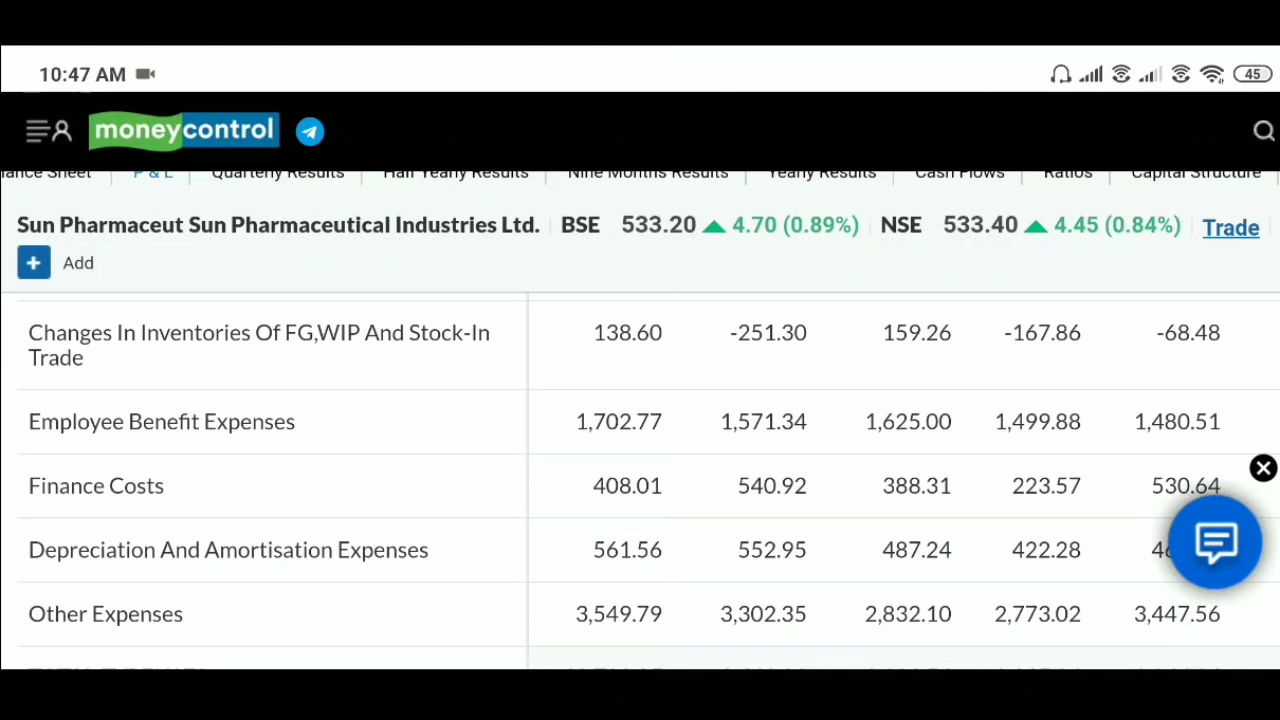 10:47 AM
45
moneycontrol
ance Sheet P & L Quarterly Results Half Yearly Results Nine Months Results Yearly Results Cash Flows Ratios Capital Structure
Sun Pharmaceut Sun Pharmaceutical Industries Ltd. BSE 533.20 4.70 (0.89%) NSE 533.40 4.45 (0.84%) Trade
+ Add
Changes In Inventories Of FG,WIP And Stock-In 138.60 -251.30 159.26 -167.86 -68.48
Trade
Employee Benefit Expenses 1,702.77 1,571.34 1,625.00 1,499.88 1,480.51
Finance Costs 408.01 540.92 388.31 223.57 530.64
Depreciation And Amortisation Expenses 561.56 552.95 487.24 422.28
Other Expenses 3,549.79 3,302.35 2,832.10 2,773.02 3,447.56